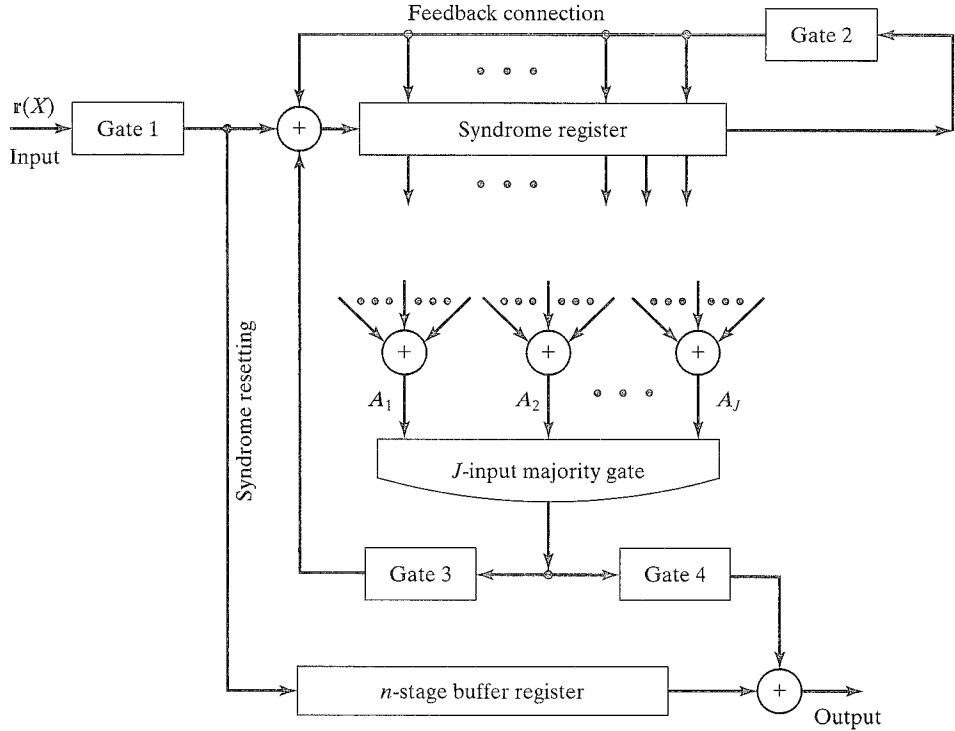 Feedback connection
Gate 2
r(X)
Gate 1
+
Syndrome register
Input
Syndrome resetting
+
+
+
A₁
A₂
A_J
J-input majority gate
Gate 3
Gate 4
n-stage buffer register
+
Output